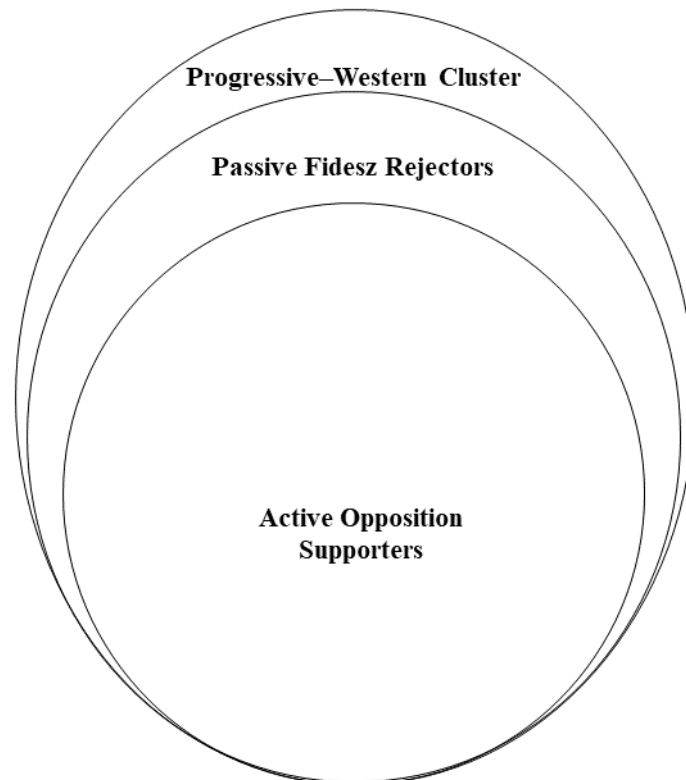 Progressive–Western Cluster
Passive Fidesz Rejectors
Active Opposition
Supporters